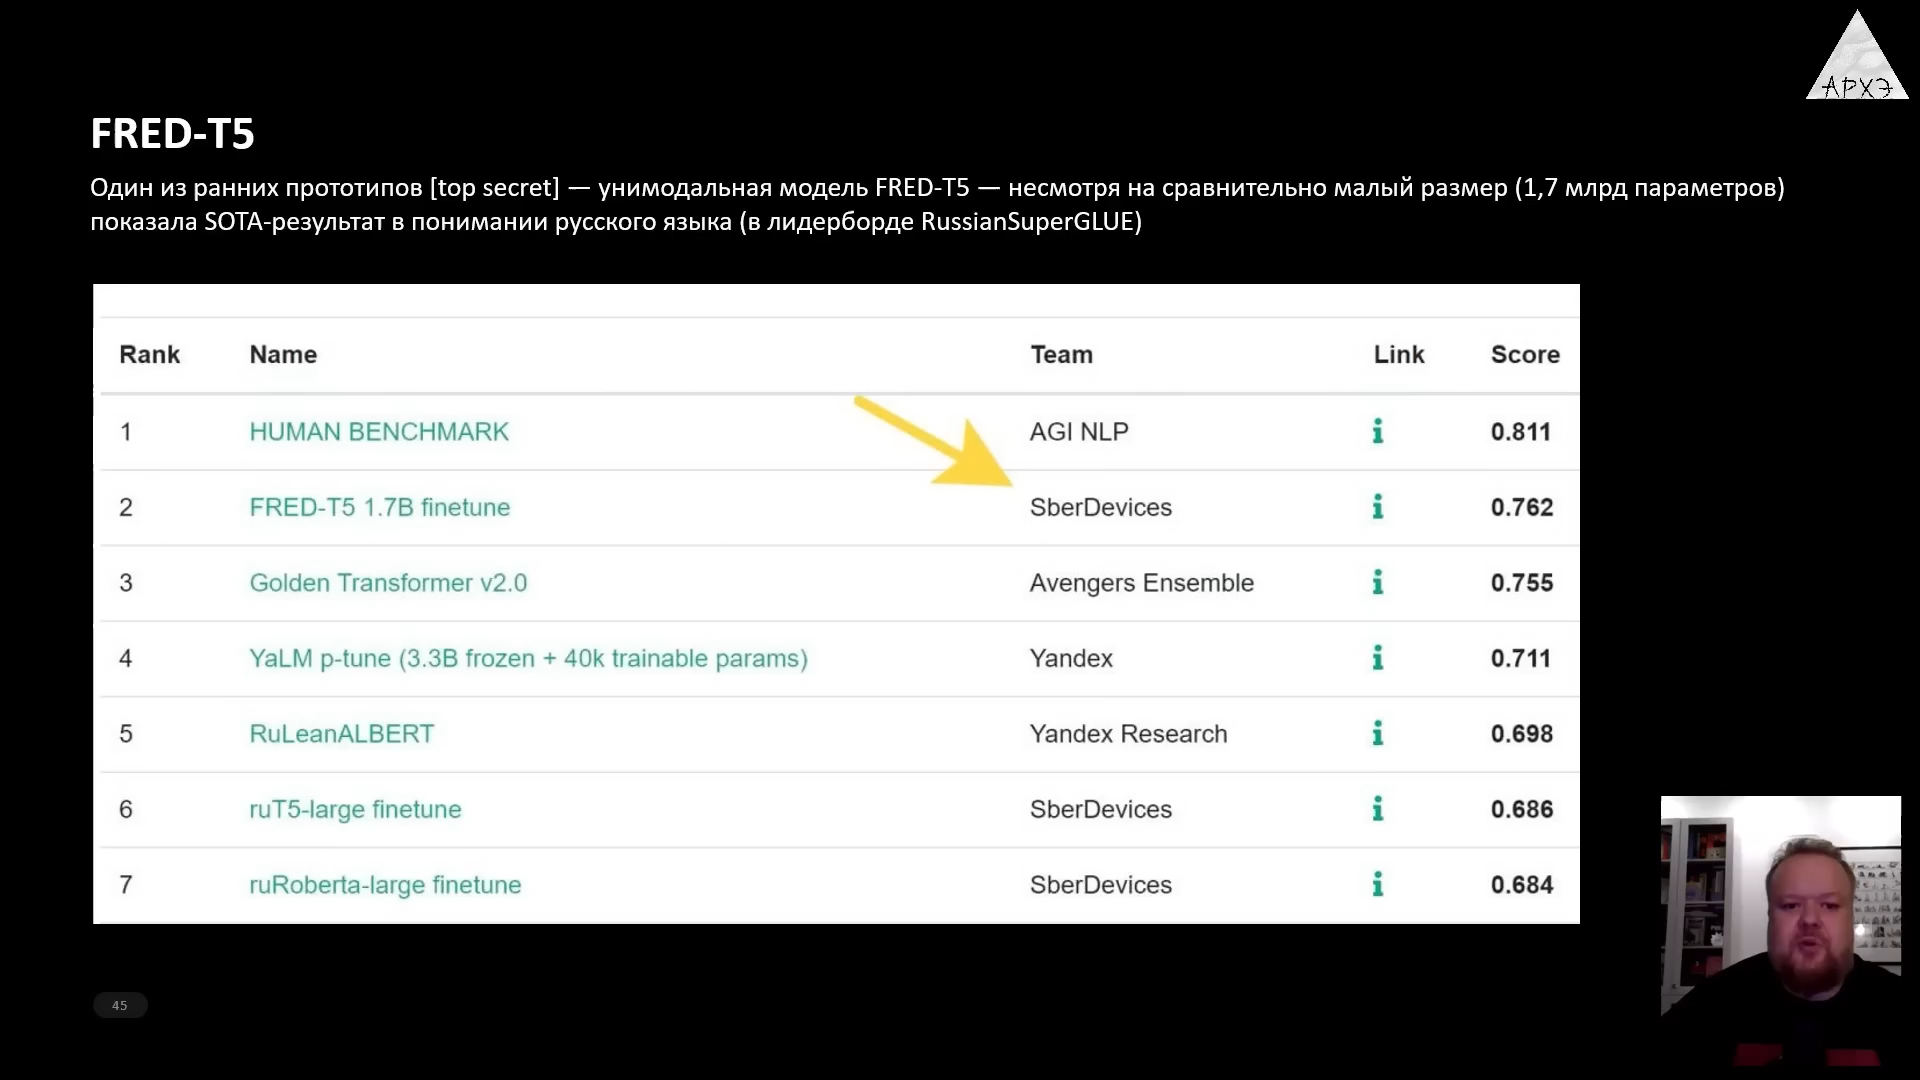 АРХЭ
FRED-T5
Один из ранних прототипов [top secret] — унимодальная модель FRED-T5 — несмотря на сравнительно малый размер (1,7 млрд параметров)
показала SOTA-результат в понимании русского языка (в лидерборде RussianSuperGLUE)
Rank Name Team Link Score
1 HUMAN BENCHMARK AGI NLP i 0.811
2 FRED-T5 1.7B finetune SberDevices i 0.762
3 Golden Transformer v2.0 Avengers Ensemble i 0.755
4 YaLM p-tune (3.3B frozen + 40k trainable params) Yandex i 0.711
5 RuLeanALBERT Yandex Research i 0.698
6 ruT5-large finetune SberDevices i 0.686
7 ruRoberta-large finetune SberDevices i 0.684
45